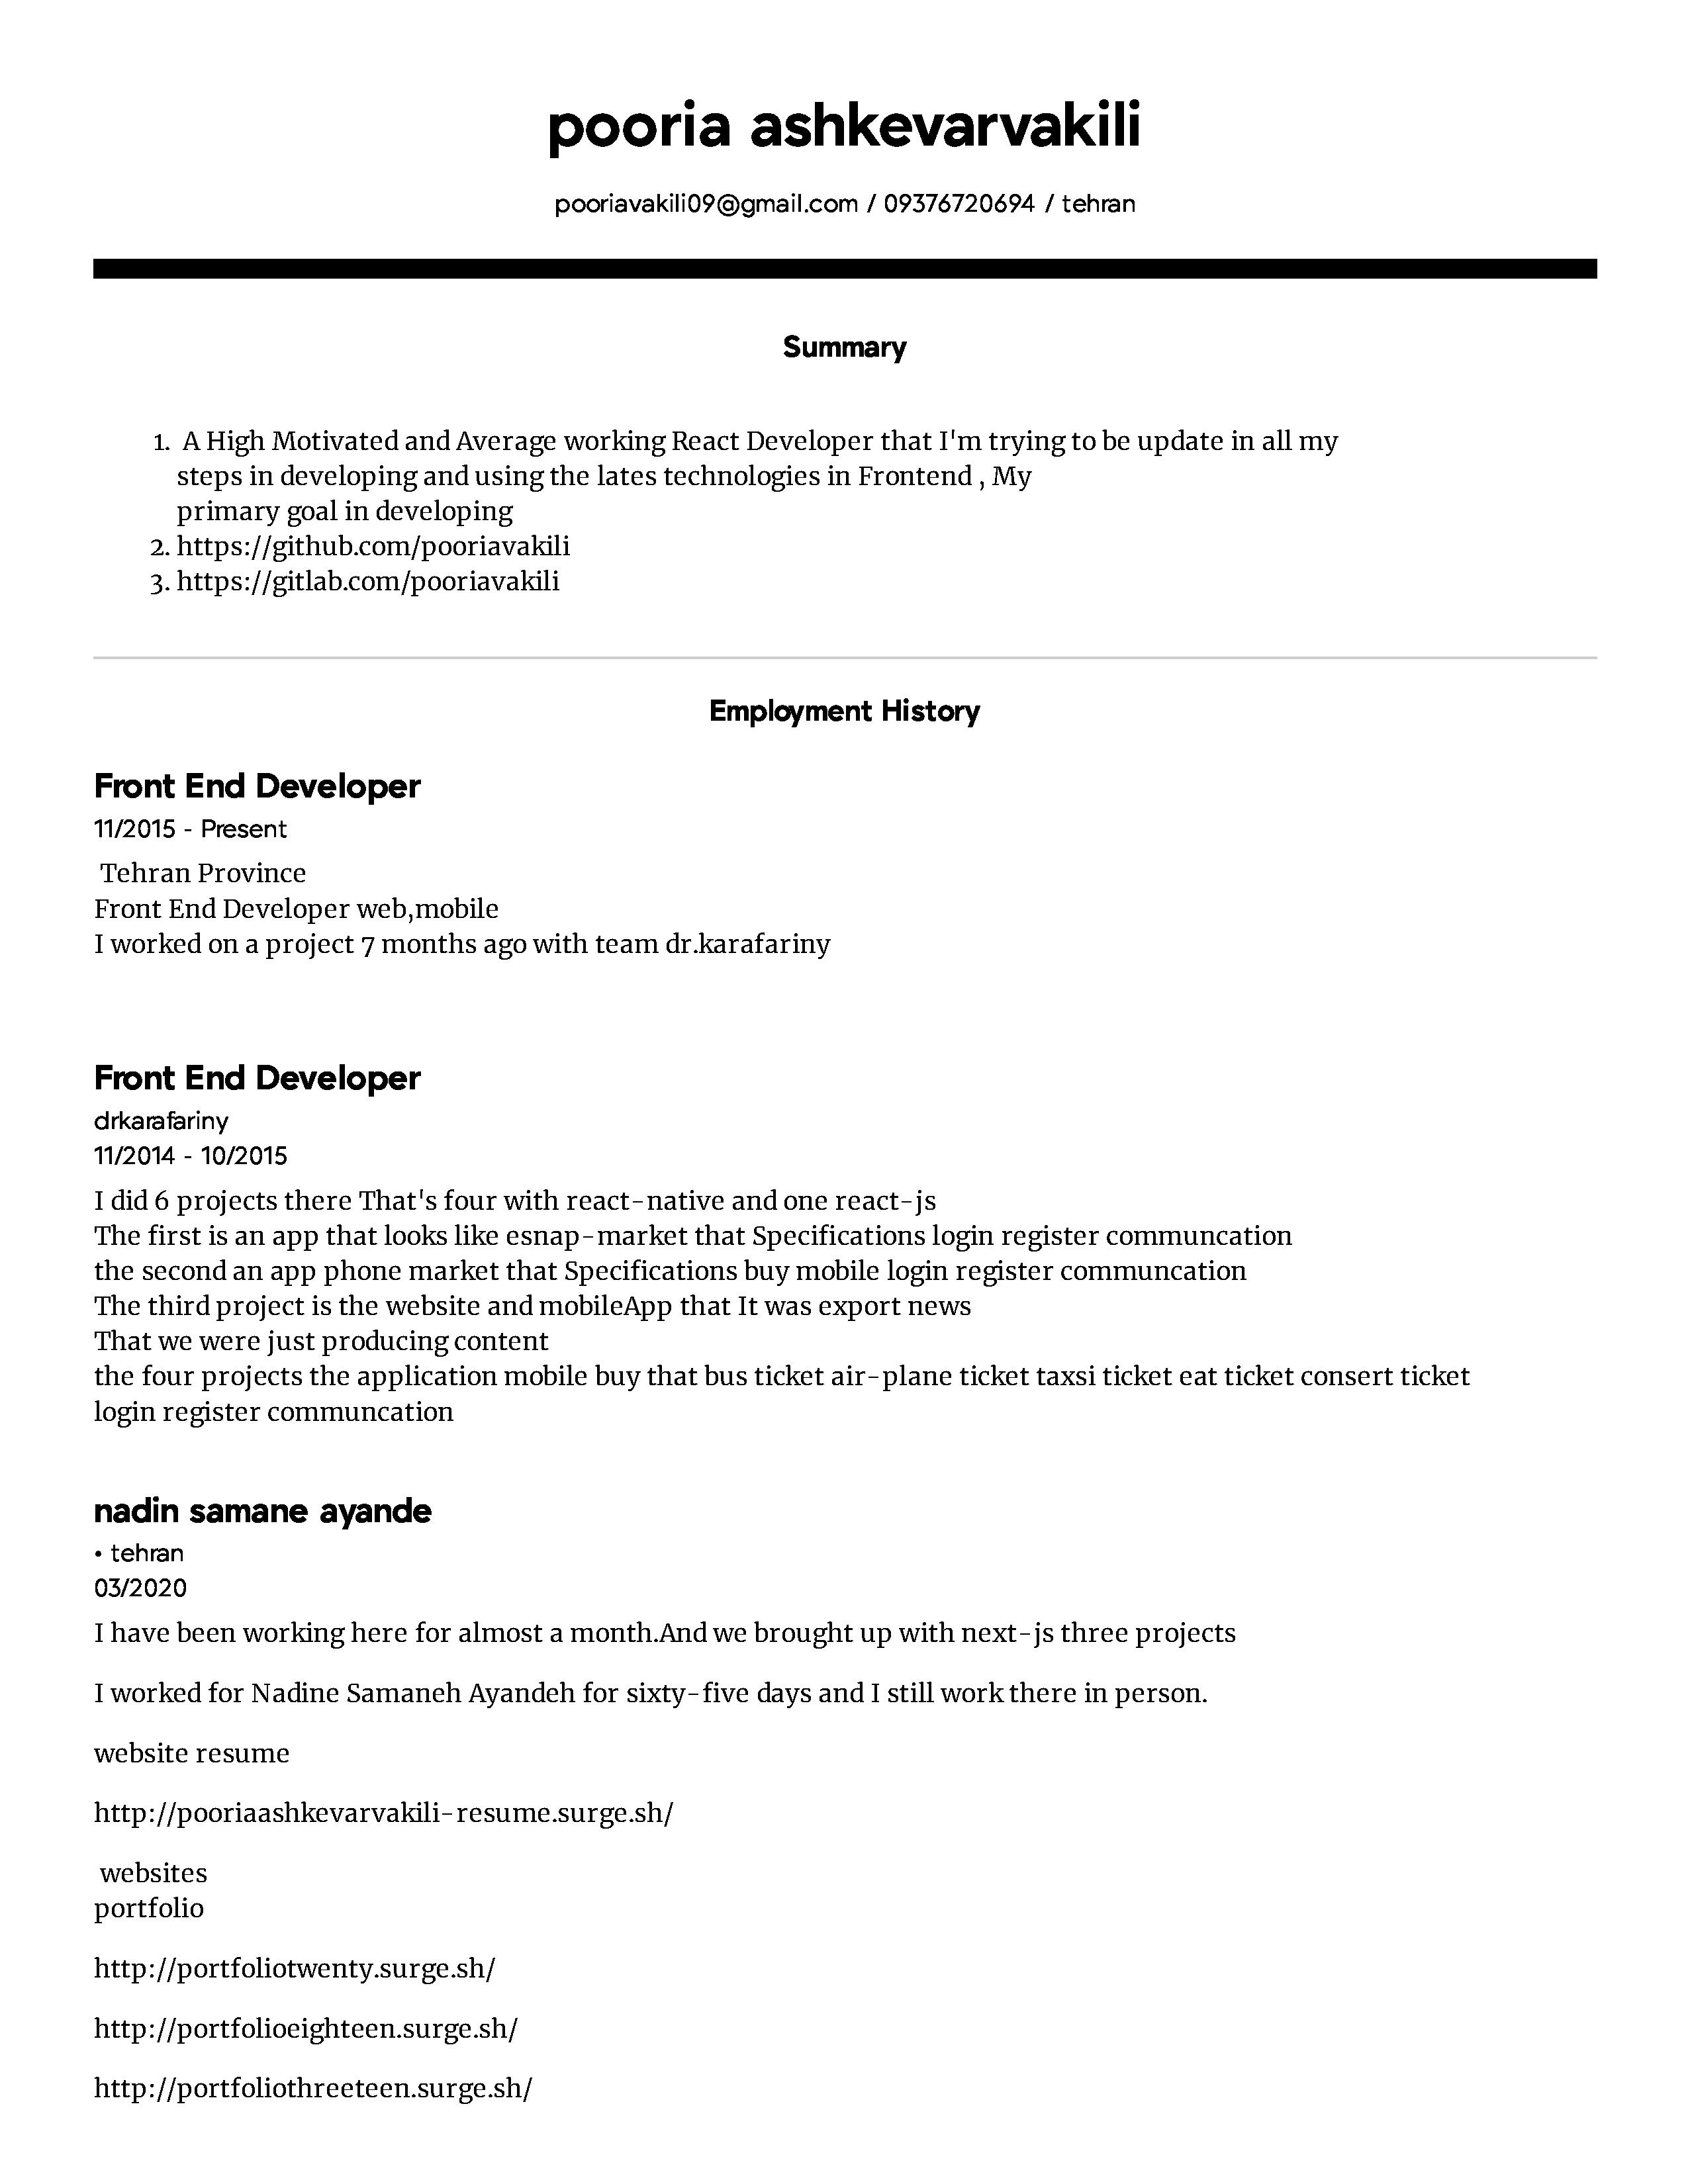 pooria ashkevarvakili
pooriavakili09@gmail.com / 09376720694 / tehran
Summary
1. A High Motivated and Average working React Developer that I'm trying to be update in all my
steps in developing and using the lates technologies in Frontend , My
primary goal in developing
2. https://github.com/pooriavakili
3. https://gitlab.com/pooriavakili
Employment History
Front End Developer
11/2015 - Present
Tehran Province
Front End Developer web,mobile
I worked on a project 7 months ago with team dr.karafariny
Front End Developer
drkarafariny
11/2014 - 10/2015
I did 6 projects there That's four with react-native and one react-js
The first is an app that looks like esnap-market that Specifications login register communcation
the second an app phone market that Specifications buy mobile login register communcation
The third project is the website and mobileApp that It was export news
That we were just producing content
the four projects the application mobile buy that bus ticket air-plane ticket taxsi ticket eat ticket consert ticket
login register communcation
nadin samane ayande
• tehran
03/2020
I have been working here for almost a month.And we brought up with next-js three projects
I worked for Nadine Samaneh Ayandeh for sixty-five days and I still work there in person.
website resume
http://pooriaashkevarvakili-resume.surge.sh/
websites
portfolio
http://portfoliotwenty.surge.sh/
http://portfolioeighteen.surge.sh/
http://portfoliothreeteen.surge.sh/